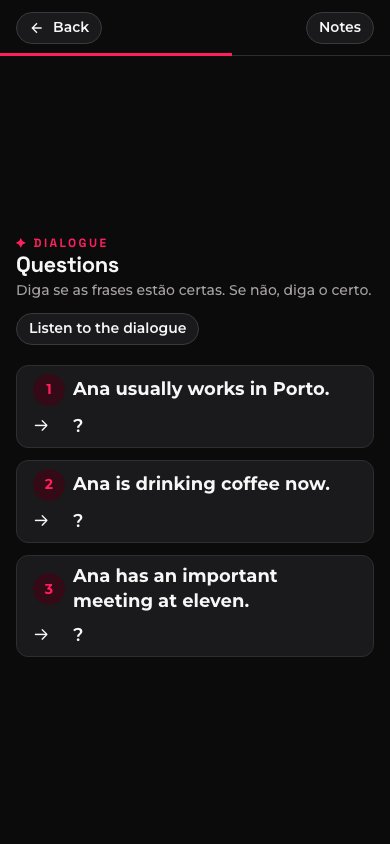 ← Back
Notes
✦ DIALOGUE
Questions
Diga se as frases estão certas. Se não, diga o certo.
Listen to the dialogue
1 Ana usually works in Porto.
→ ?
2 Ana is drinking coffee now.
→ ?
3 Ana has an important
meeting at eleven.
→ ?